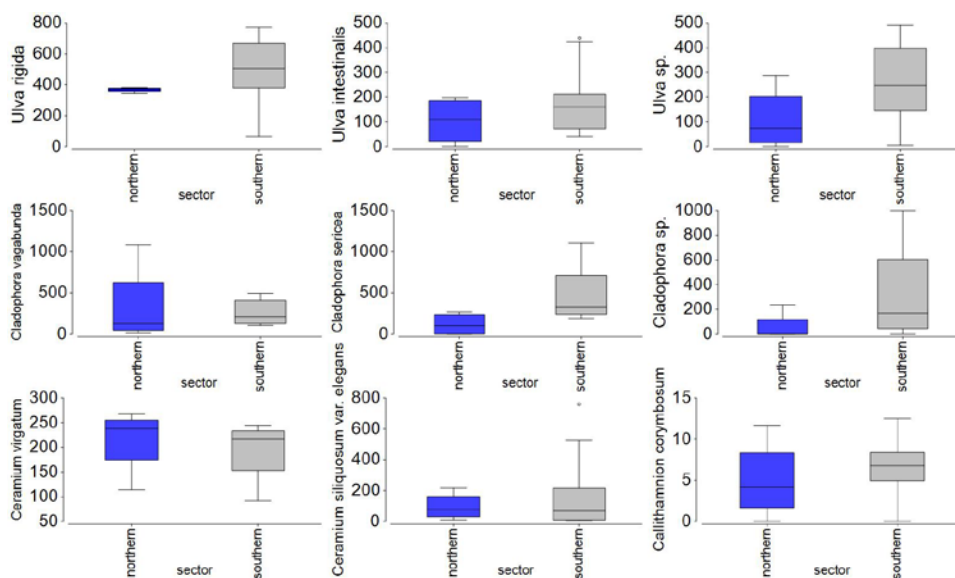 Ulva rigida
800
600
400
200
0
northern
southern
sector
Ulva intestinalis
500
400
300
200
100
0
northern
southern
sector
Ulva sp.
500
400
300
200
100
0
northern
southern
sector
Cladophora vagabunda
1500
1000
500
0
northern
southern
sector
Cladophora sericea
1500
1000
500
0
northern
southern
sector
Cladophora sp.
1000
800
600
400
200
0
northern
southern
sector
Ceramium virgatum
300
250
200
150
100
50
northern
southern
sector
Ceramium siliquosum var. elegans
800
600
400
200
0
northern
southern
sector
Callithamnion corymbosum
15
10
5
0
northern
southern
sector